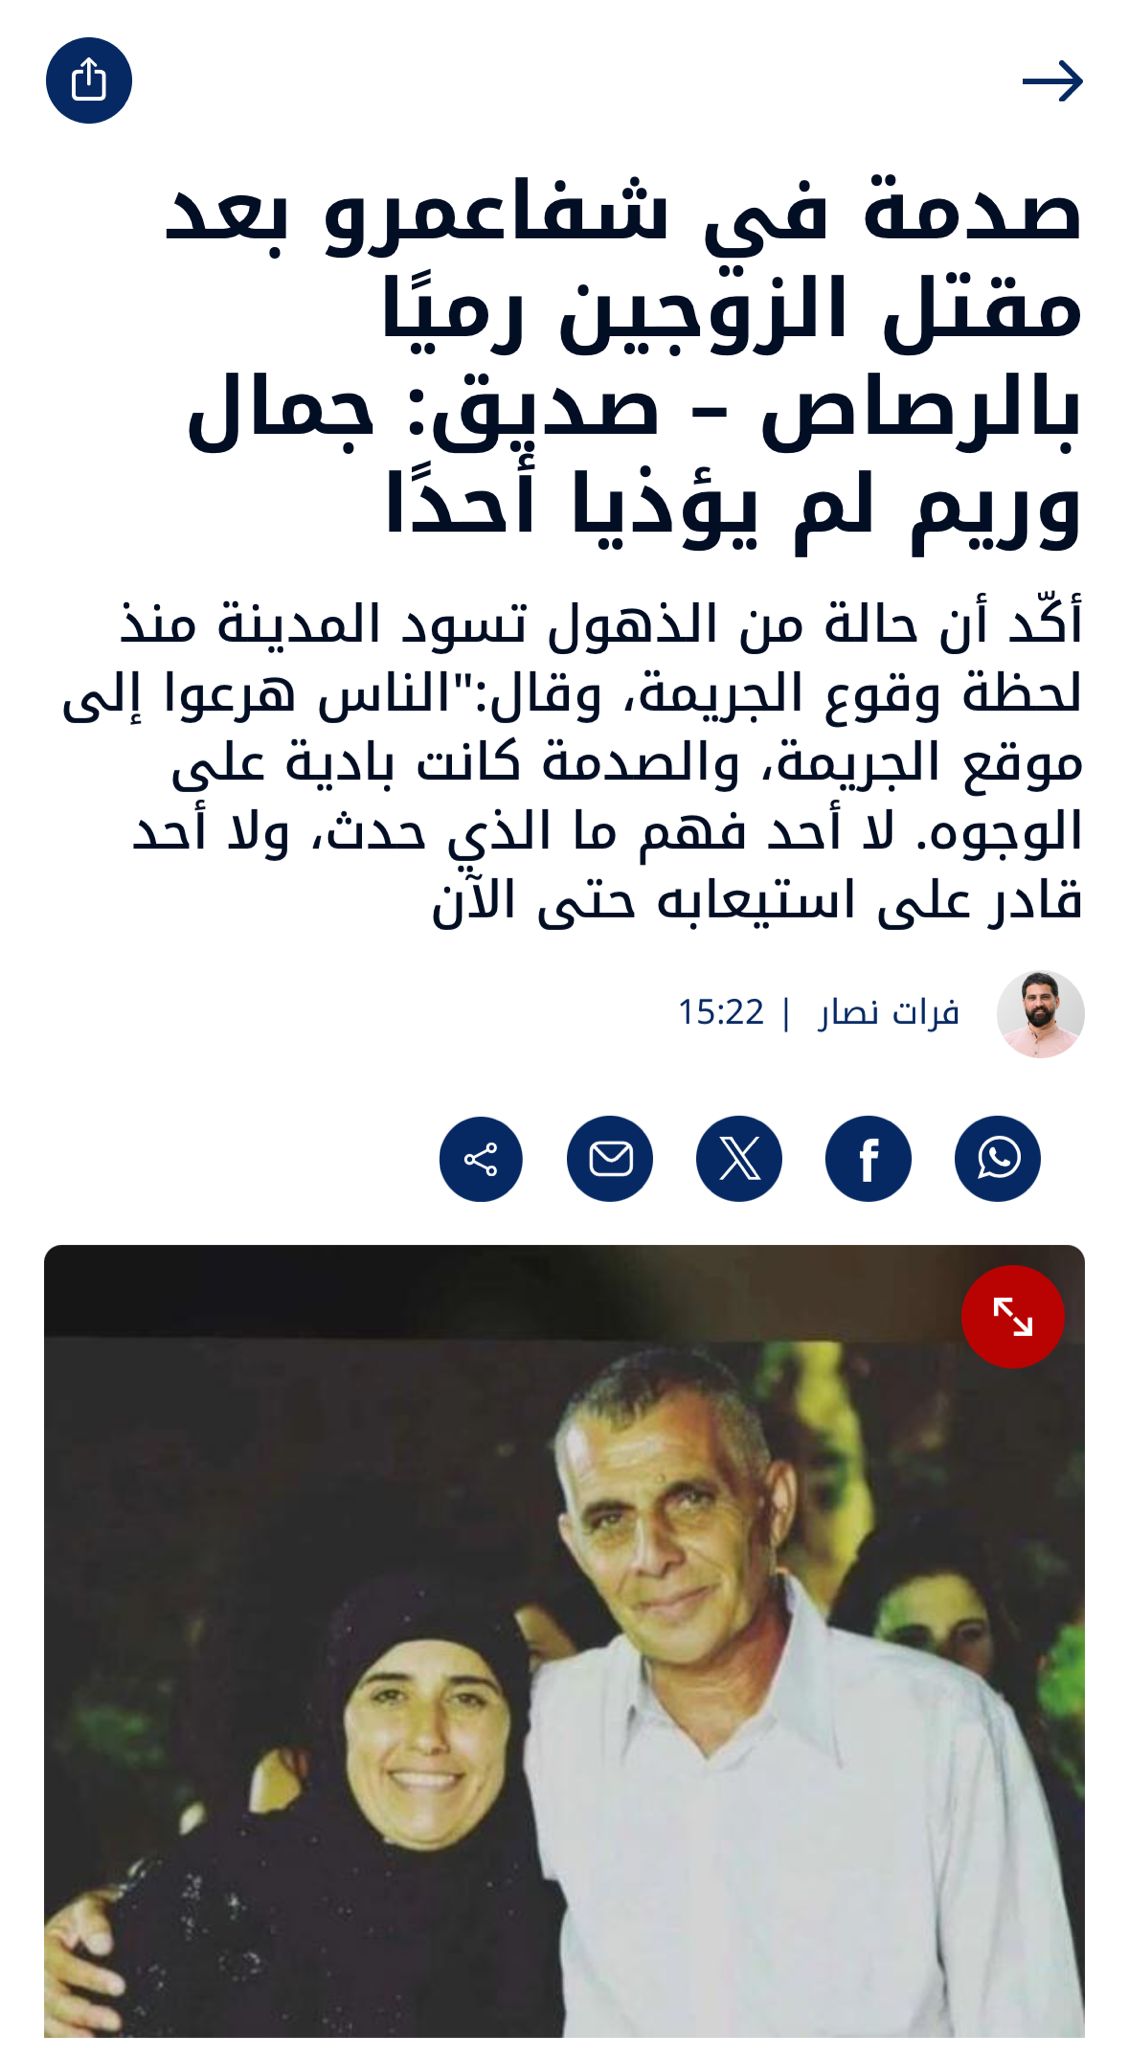 صدمة في شفاعمرو بعد
مقتل الزوجين رميًا
بالرصاص – صديق: جمال
وريم لم يؤذيا أحدًا
أكّد أن حالة من الذهول تسود المدينة منذ
لحظة وقوع الجريمة، وقال:"الناس هرعوا إلى
موقع الجريمة، والصدمة كانت بادية على
الوجوه. لا أحد فهم ما الذي حدث، ولا أحد
قادر على استيعابه حتى الآن
فرات نصار | 15:22